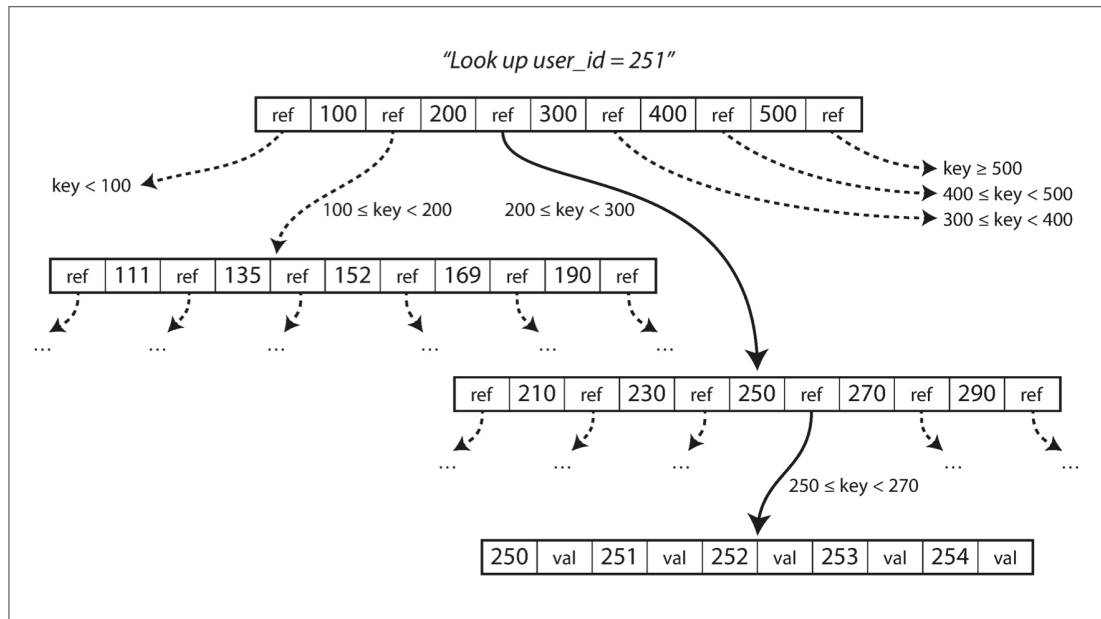 “Look up user_id = 251”
ref 100 ref 200 ref 300 ref 400 ref 500 ref
key < 100
100 ≤ key < 200
200 ≤ key < 300
key ≥ 500
400 ≤ key < 500
300 ≤ key < 400
ref 111 ref 135 ref 152 ref 169 ref 190 ref
... ... ... ... ... ...
ref 210 ref 230 ref 250 ref 270 ref 290 ref
... ... ... ... ...
250 ≤ key < 270
250 val 251 val 252 val 253 val 254 val